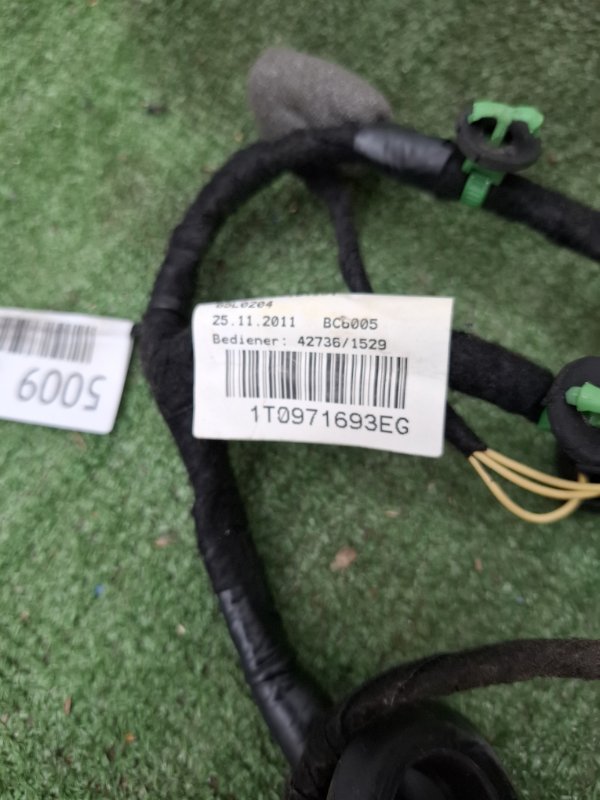 25.11.2011 BC6005
Bediener: 42736/1529
1T0971693EG
5009